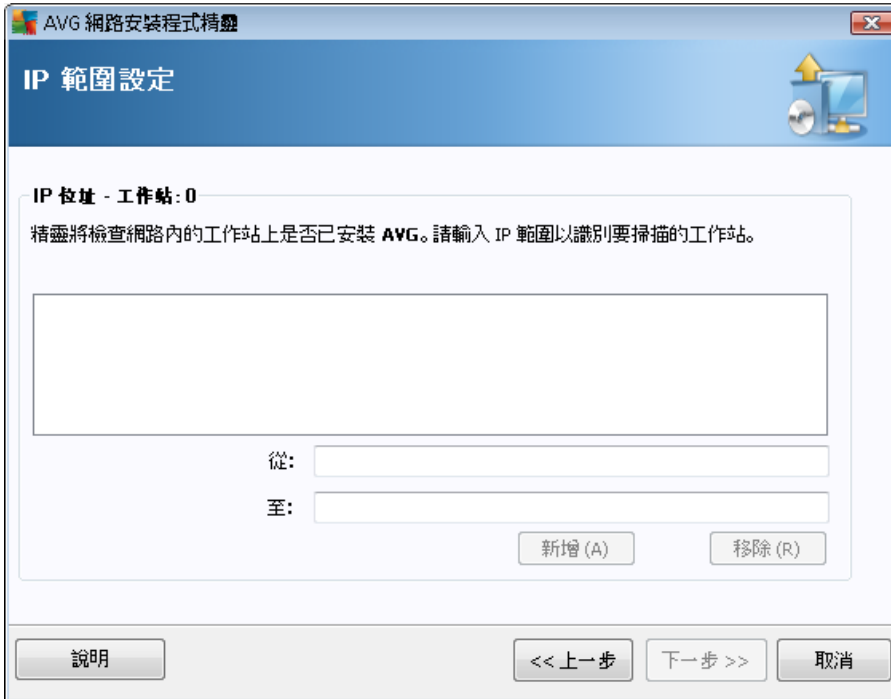 AVG 網路安裝程式精靈
IP 範圍設定
IP 位址 - 工作站: 0
精靈將檢查網路內的工作站上是否已安裝 AVG。請輸入 IP 範圍以識別要掃描的工作站。
從:
至:
新增 (A)
移除 (R)
說明
<< 上一步
下一步 >>
取消